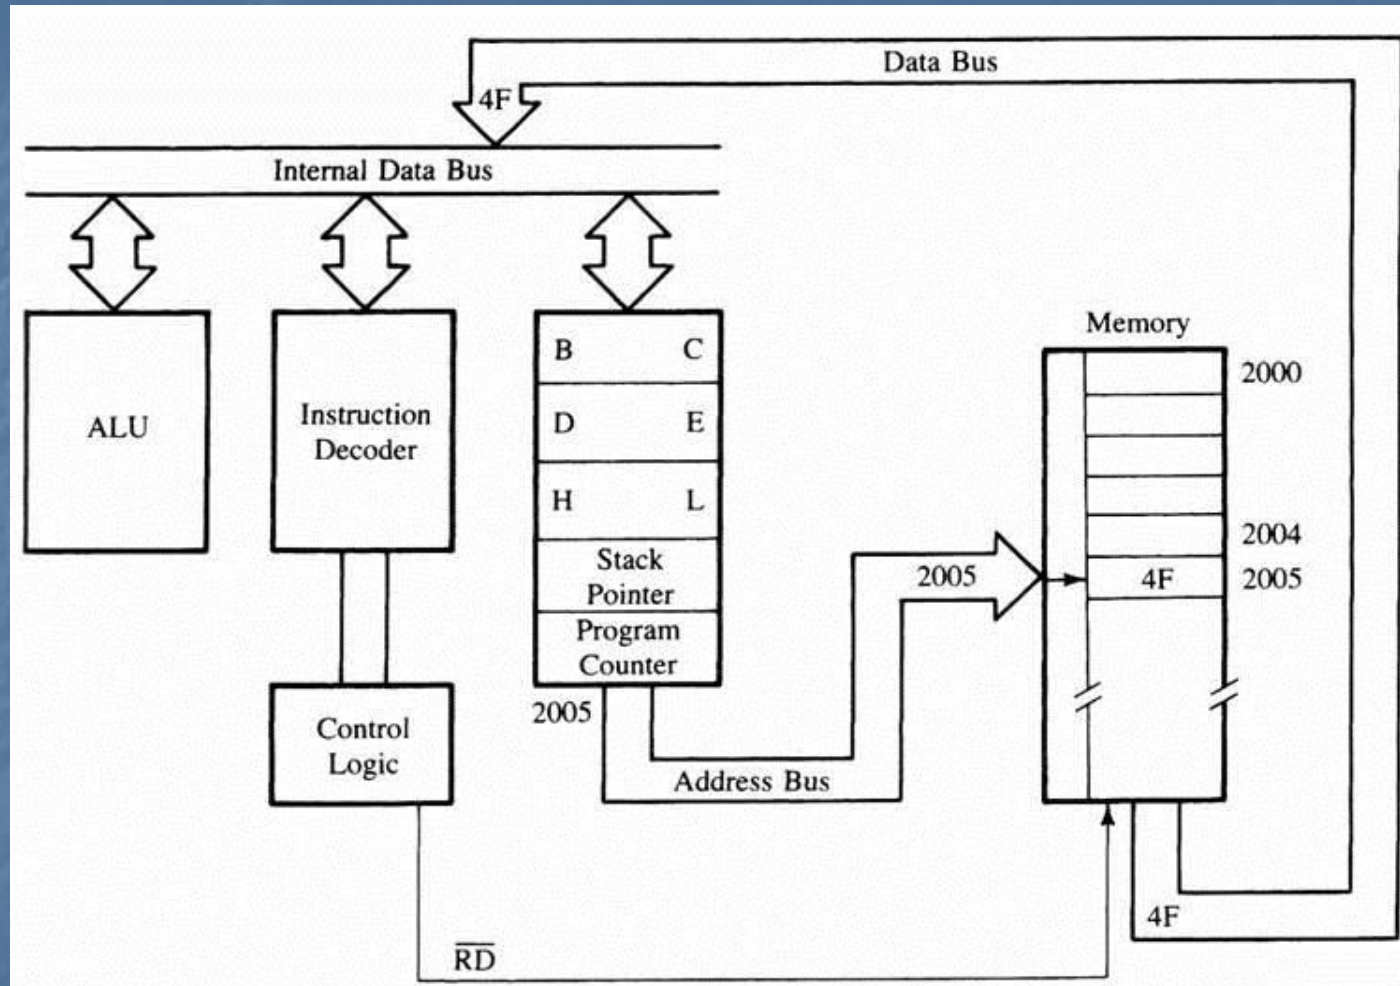 Data Bus
4F
Internal Data Bus
ALU
Instruction
Decoder
B C
D E
H L
Stack
Pointer
Program
Counter
2005
Control
Logic
Address Bus
2005
Memory
2000
2004
4F 2005
4F
RD